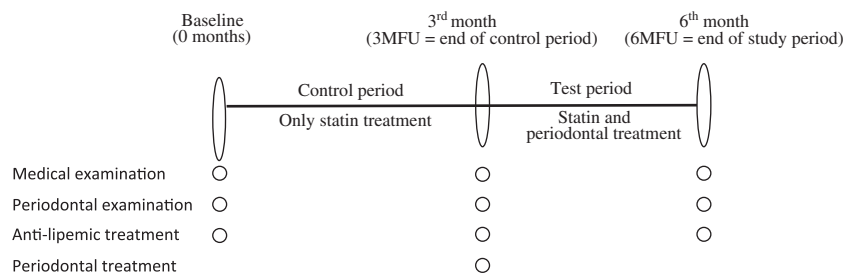 Baseline
(0 months)
3rd month
(3MFU = end of control period)
6th month
(6MFU = end of study period)
Control period
Only statin treatment
Test period
Statin and
periodontal treatment
Medical examination
Periodontal examination
Anti-lipemic treatment
Periodontal treatment